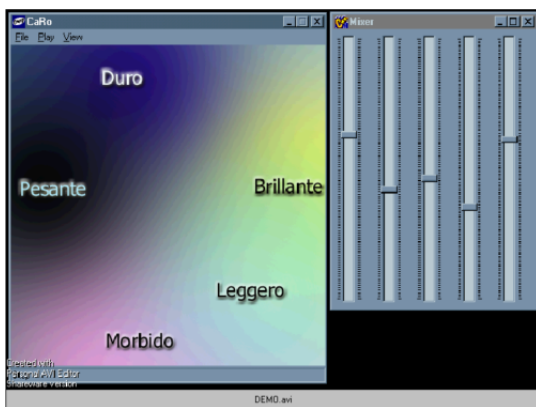 CaRo
File Play View
Duro
Pesante
Brillante
Leggero
Morbido
Mixer
Created with
Personal AVI Editor
Shareware version
DEMO.avi